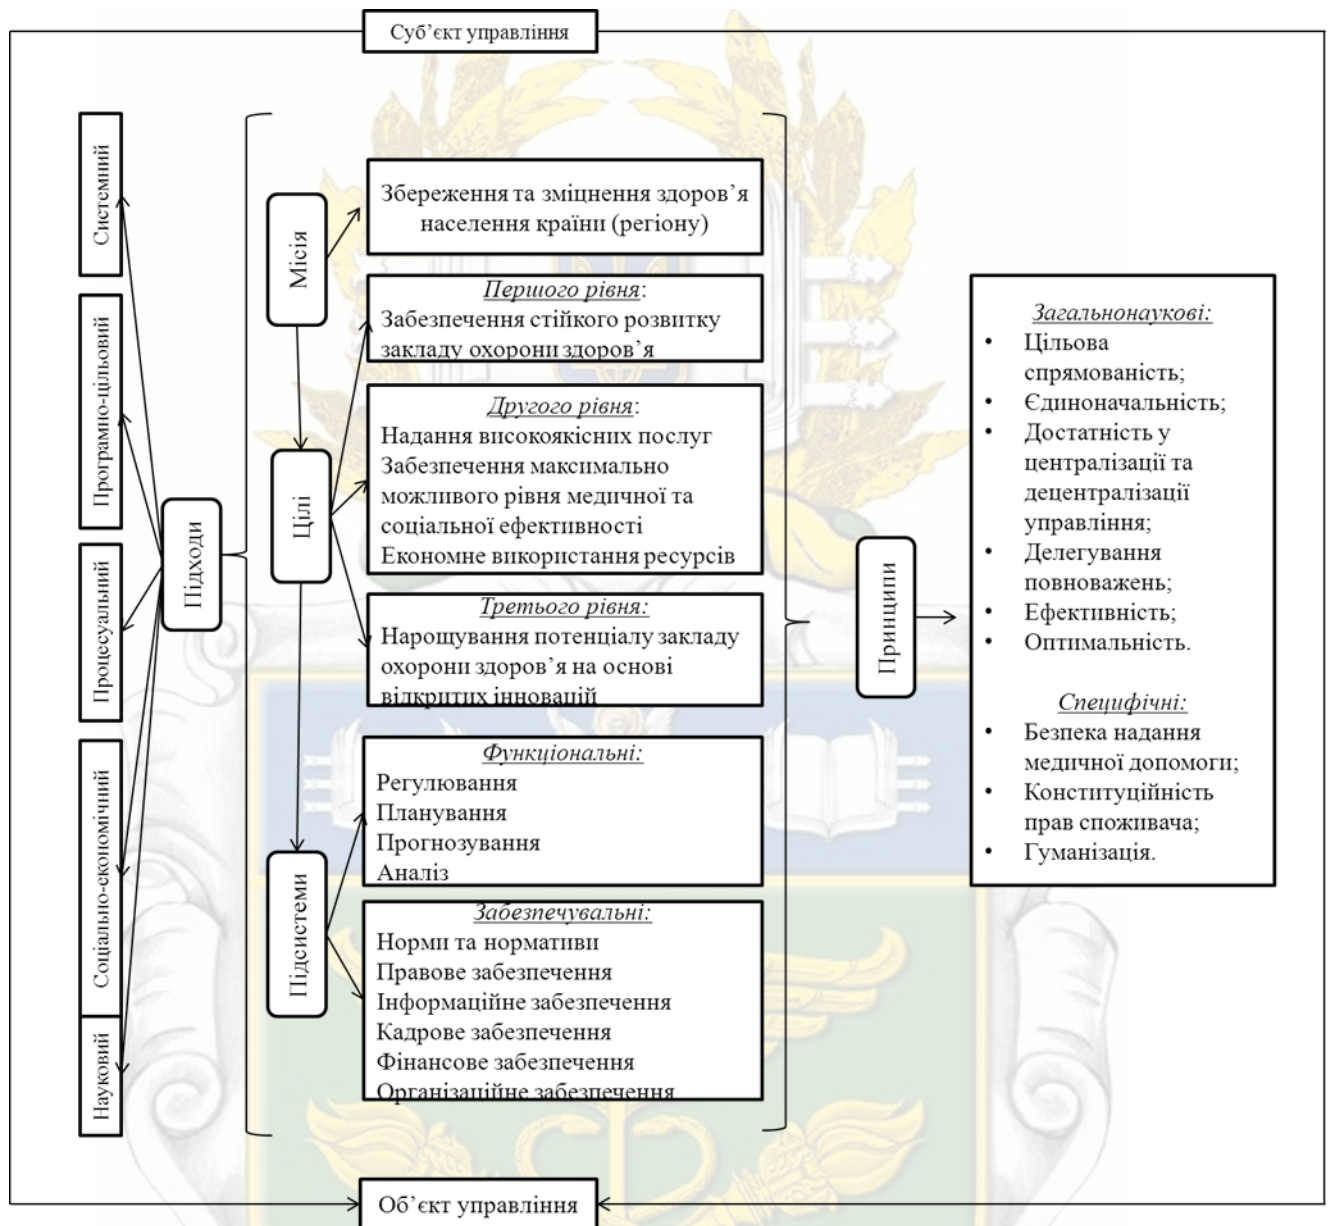 Суб’єкт управління
Системний
Програмно-цільовий
Процесуальний
Соціально-економічний
Науковий
Підходи
Місія
Цілі
Підсистеми
Збереження та зміцнення здоров’я
населення країни (регіону)
Першого рівня:
Забезпечення стійкого розвитку
закладу охорони здоров’я
Другого рівня:
Надання високоякісних послуг
Забезпечення максимально
можливого рівня медичної та
соціальної ефективності
Економне використання ресурсів
Третього рівня:
Нарощування потенціалу закладу
охорони здоров’я на основі
відкритих інновацій
Функціональні:
Регулювання
Планування
Прогнозування
Аналіз
Забезпечувальні:
Норми та нормативи
Правове забезпечення
Інформаційне забезпечення
Кадрове забезпечення
Фінансове забезпечення
Організаційне забезпечення
Принципи
Загальнонаукові:
• Цільова
спрямованість;
• Єдиноначальність;
• Достатність у
централізації та
децентралізації
управління;
• Делегування
повноважень;
• Ефективність;
• Оптимальність.
Специфічні:
• Безпека надання
медичної допомоги;
• Конституційність
прав споживача;
• Гуманізація.
Об’єкт управління